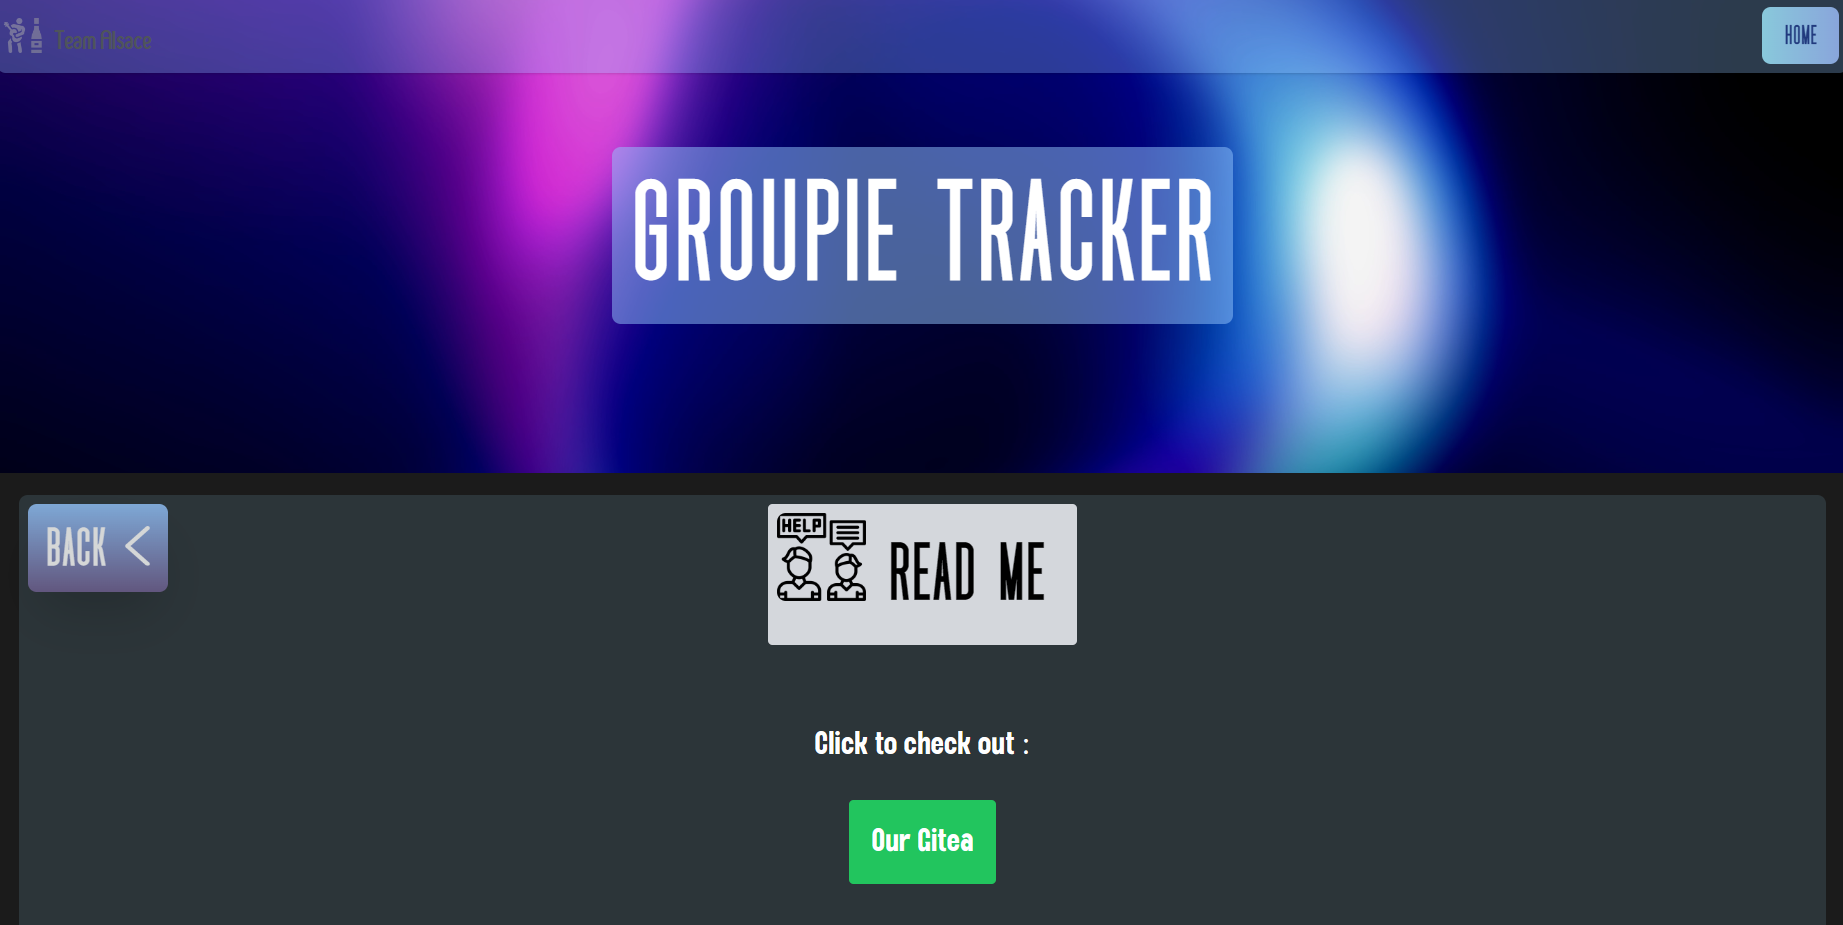 Team Alsace
HOME
GROUPIE TRACKER
BACK <
HELP
READ ME
Click to check out :
Our Gitea